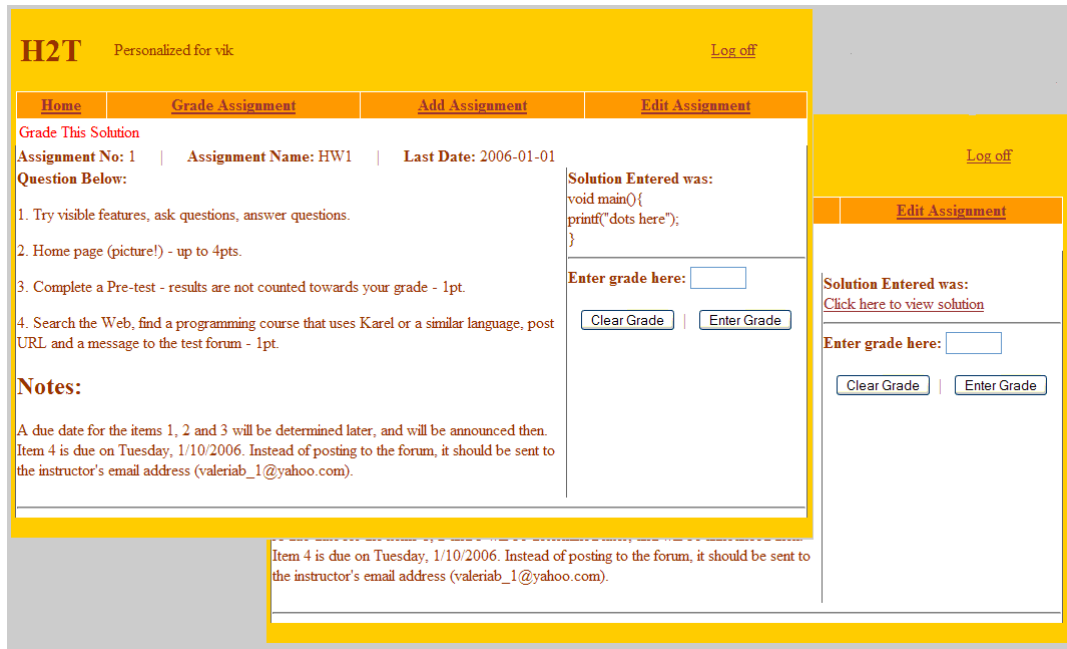 H2T Personalized for vik Log off
Home Grade Assignment Add Assignment Edit Assignment
Grade This Solution
Assignment No: 1 | Assignment Name: HW1 | Last Date: 2006-01-01
Question Below:
1. Try visible features, ask questions, answer questions.
2. Home page (picture!) - up to 4pts.
3. Complete a Pre-test - results are not counted towards your grade - 1pt.
4. Search the Web, find a programming course that uses Karel or a similar language, post
URL and a message to the test forum - 1pt.
Notes:
A due date for the items 1, 2 and 3 will be determined later, and will be announced then.
Item 4 is due on Tuesday, 1/10/2006. Instead of posting to the forum, it should be sent to
the instructor's email address (valeriab_1@yahoo.com).
Solution Entered was:
void main(){
printf("dots here");
}
Enter grade here:
Clear Grade | Enter Grade
Log off
Edit Assignment
Solution Entered was:
Click here to view solution
Enter grade here:
Clear Grade | Enter Grade
Item 4 is due on Tuesday, 1/10/2006. Instead of posting to the forum, it should be sent to
the instructor's email address (valeriab_1@yahoo.com).